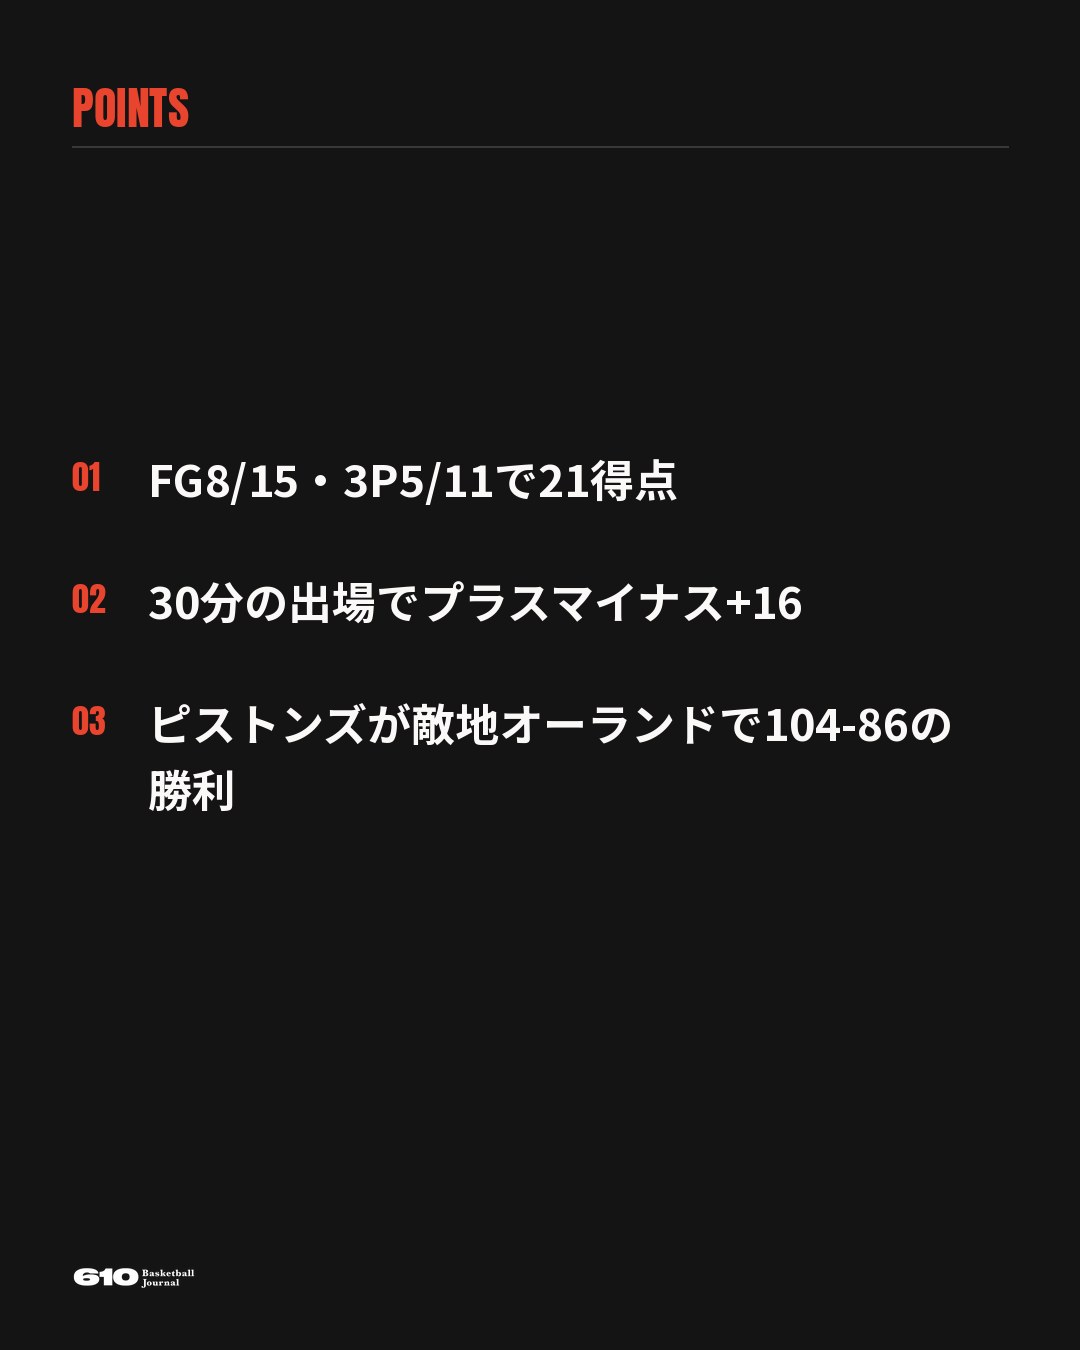 POINTS
01 FG8/15・3P5/11で21得点
02 30分の出場でプラスマイナス+16
03 ピストンズが敵地オーランドで104-86の
勝利
610 Basketball
Journal